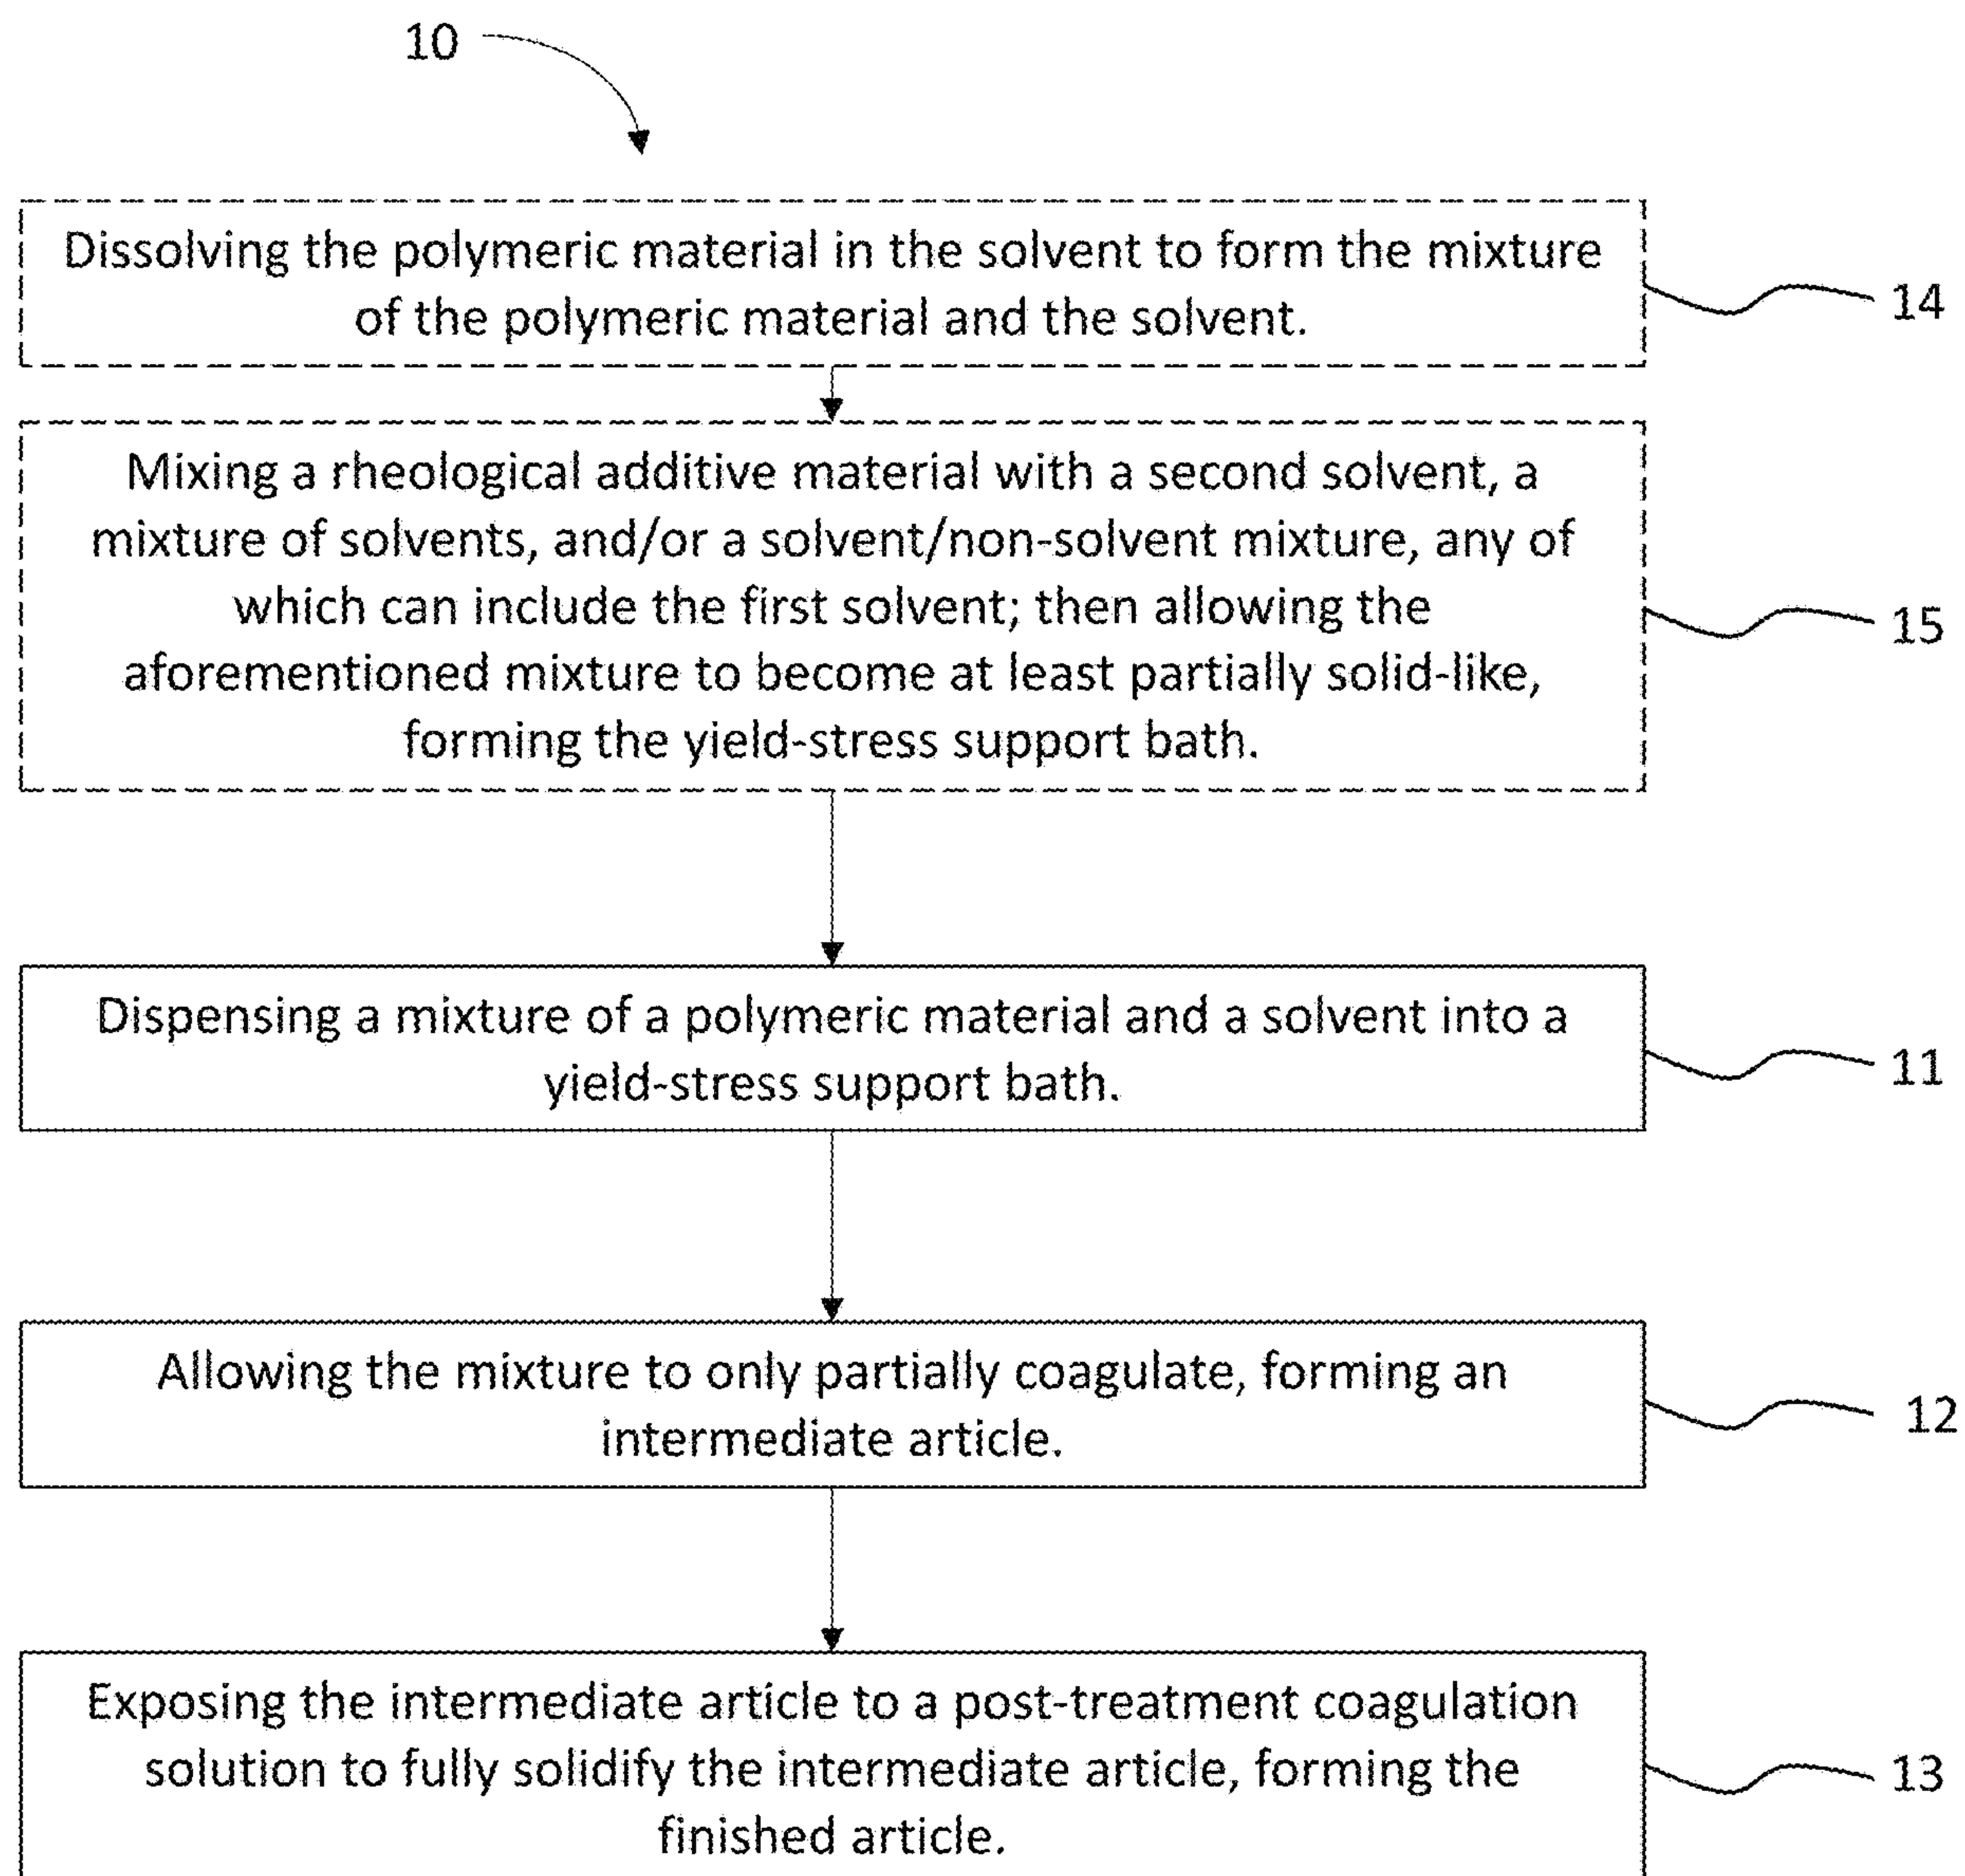 10
Dissolving the polymeric material in the solvent to form the mixture
of the polymeric material and the solvent.
14
Mixing a rheological additive material with a second solvent, a
mixture of solvents, and/or a solvent/non-solvent mixture, any of
which can include the first solvent; then allowing the
aforementioned mixture to become at least partially solid-like,
forming the yield-stress support bath.
15
Dispensing a mixture of a polymeric material and a solvent into a
yield-stress support bath.
11
Allowing the mixture to only partially coagulate, forming an
intermediate article.
12
Exposing the intermediate article to a post-treatment coagulation
solution to fully solidify the intermediate article, forming the
finished article.
13